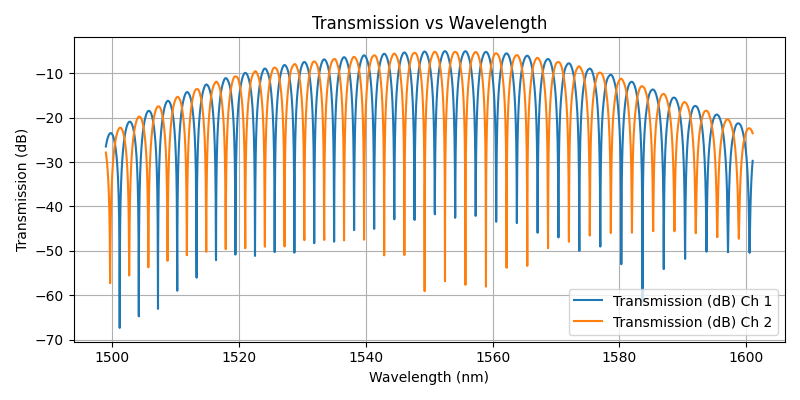 Transmission vs Wavelength
Transmission (dB)
−10
−20
−30
−40
−50
−60
−70
1500
1520
1540
1560
1580
1600
Wavelength (nm)
Transmission (dB) Ch 1
Transmission (dB) Ch 2